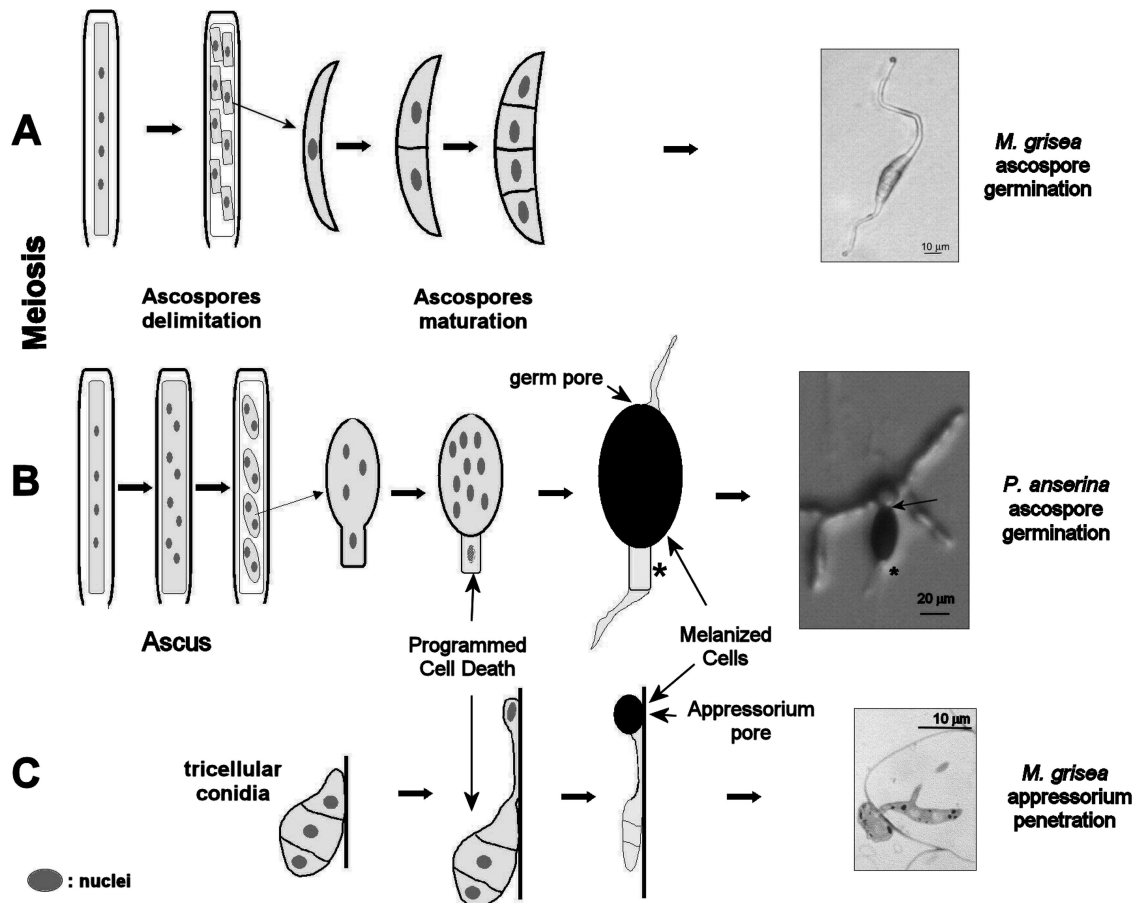 A
Meiosis
Ascospores
delimitation
Ascospores
maturation
10 μm
M. grisea
ascospore
germination
B
germ pore
*
*
20 μm
P. anserina
ascospore
germination
Ascus
Programmed
Cell Death
Melanized
Cells
Appressorium
pore
C
tricellular
conidia
10 μm
M. grisea
appressorium
penetration
: nuclei